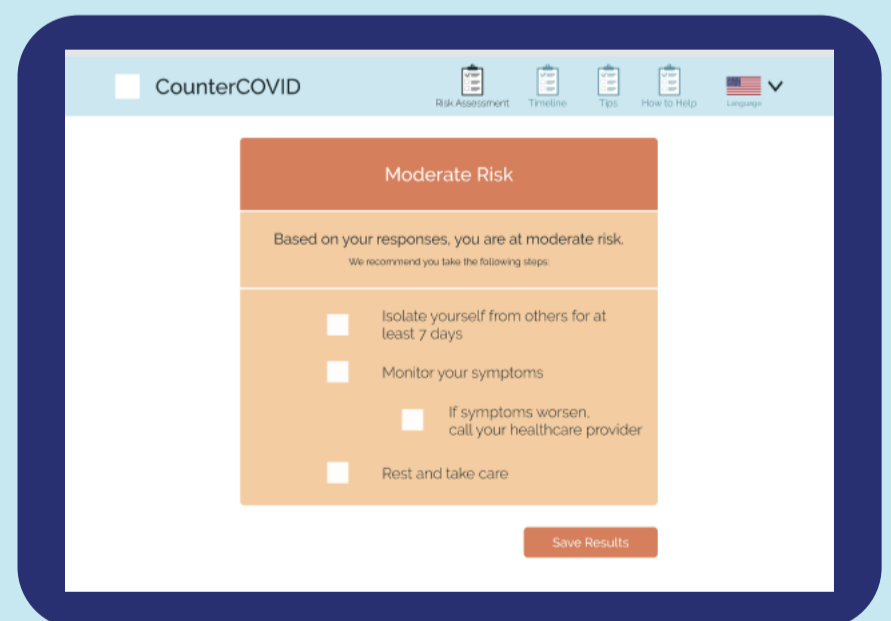 CounterCOVID
Risk Assessment
Timeline
Tips
How to Help
Language
Moderate Risk
Based on your responses, you are at moderate risk.
We recommend you take the following steps:
Isolate yourself from others for at
least 7 days
Monitor your symptoms
If symptoms worsen,
call your healthcare provider
Rest and take care
Save Results